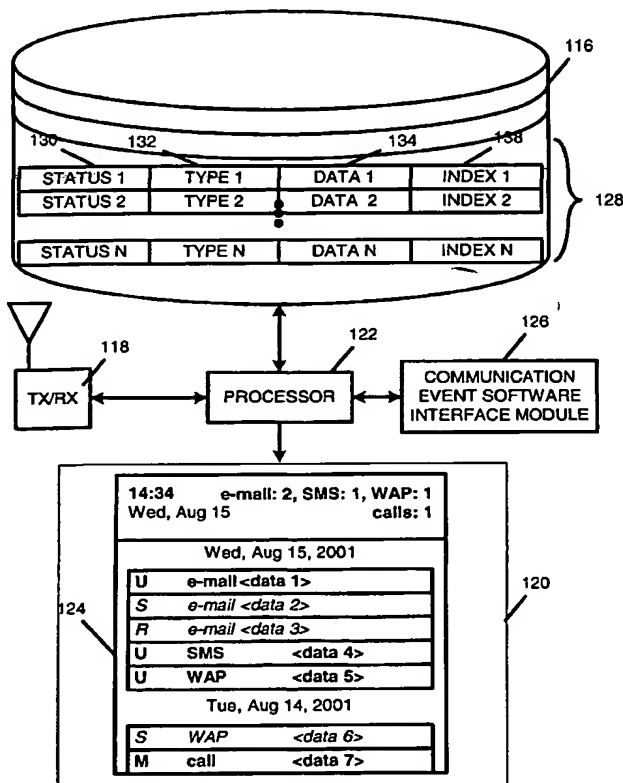 116
130 132 134 138
STATUS 1 TYPE 1 DATA 1 INDEX 1
STATUS 2 TYPE 2 DATA 2 INDEX 2
128
STATUS N TYPE N DATA N INDEX N
118 122 126
TX/RX PROCESSOR COMMUNICATION
EVENT SOFTWARE
INTERFACE MODULE
14:34 e-mail: 2, SMS: 1, WAP: 1
Wed, Aug 15 calls: 1
Wed, Aug 15, 2001
120
124
U e-mail <data 1>
S e-mail <data 2>
R e-mail <data 3>
U SMS <data 4>
U WAP <data 5>
Tue, Aug 14, 2001
S WAP <data 6>
M call <data 7>